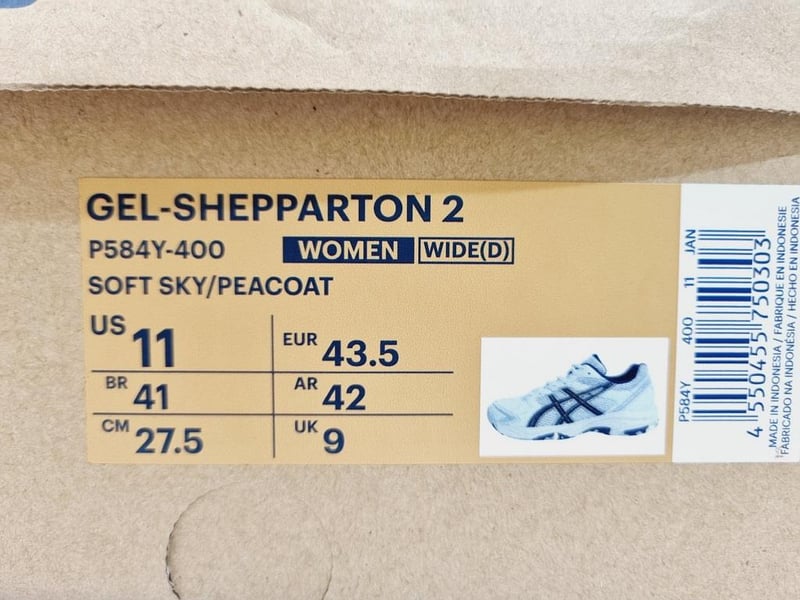 GEL-SHEPPARTON 2
P584Y-400 WOMEN WIDE(D)
SOFT SKY/PEACOAT
US 11 EUR 43.5
BR 41 AR 42
CM 27.5 UK 9
P584Y 400 11 JAN
4 550455 750303
MADE IN INDONESIA / FABRIQUE EN INDONESIE
FABRICADO NA INDONÉSIA / HECHO EN INDONESIA